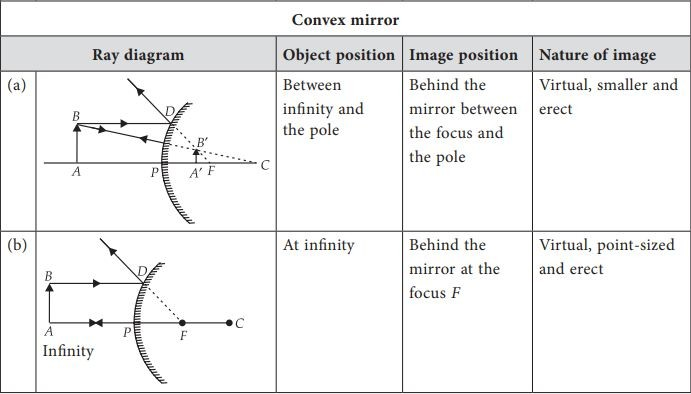 Convex mirror
Ray diagram Object position Image position Nature of image
(a)
B
D
B′
A
P
A′
F
C
Between
infinity and
the pole
Behind the
mirror between
the focus and
the pole
Virtual, smaller and
erect
(b)
B
D
A
P
F
C
Infinity
At infinity
Behind the
mirror at the
focus F
Virtual, point-sized
and erect